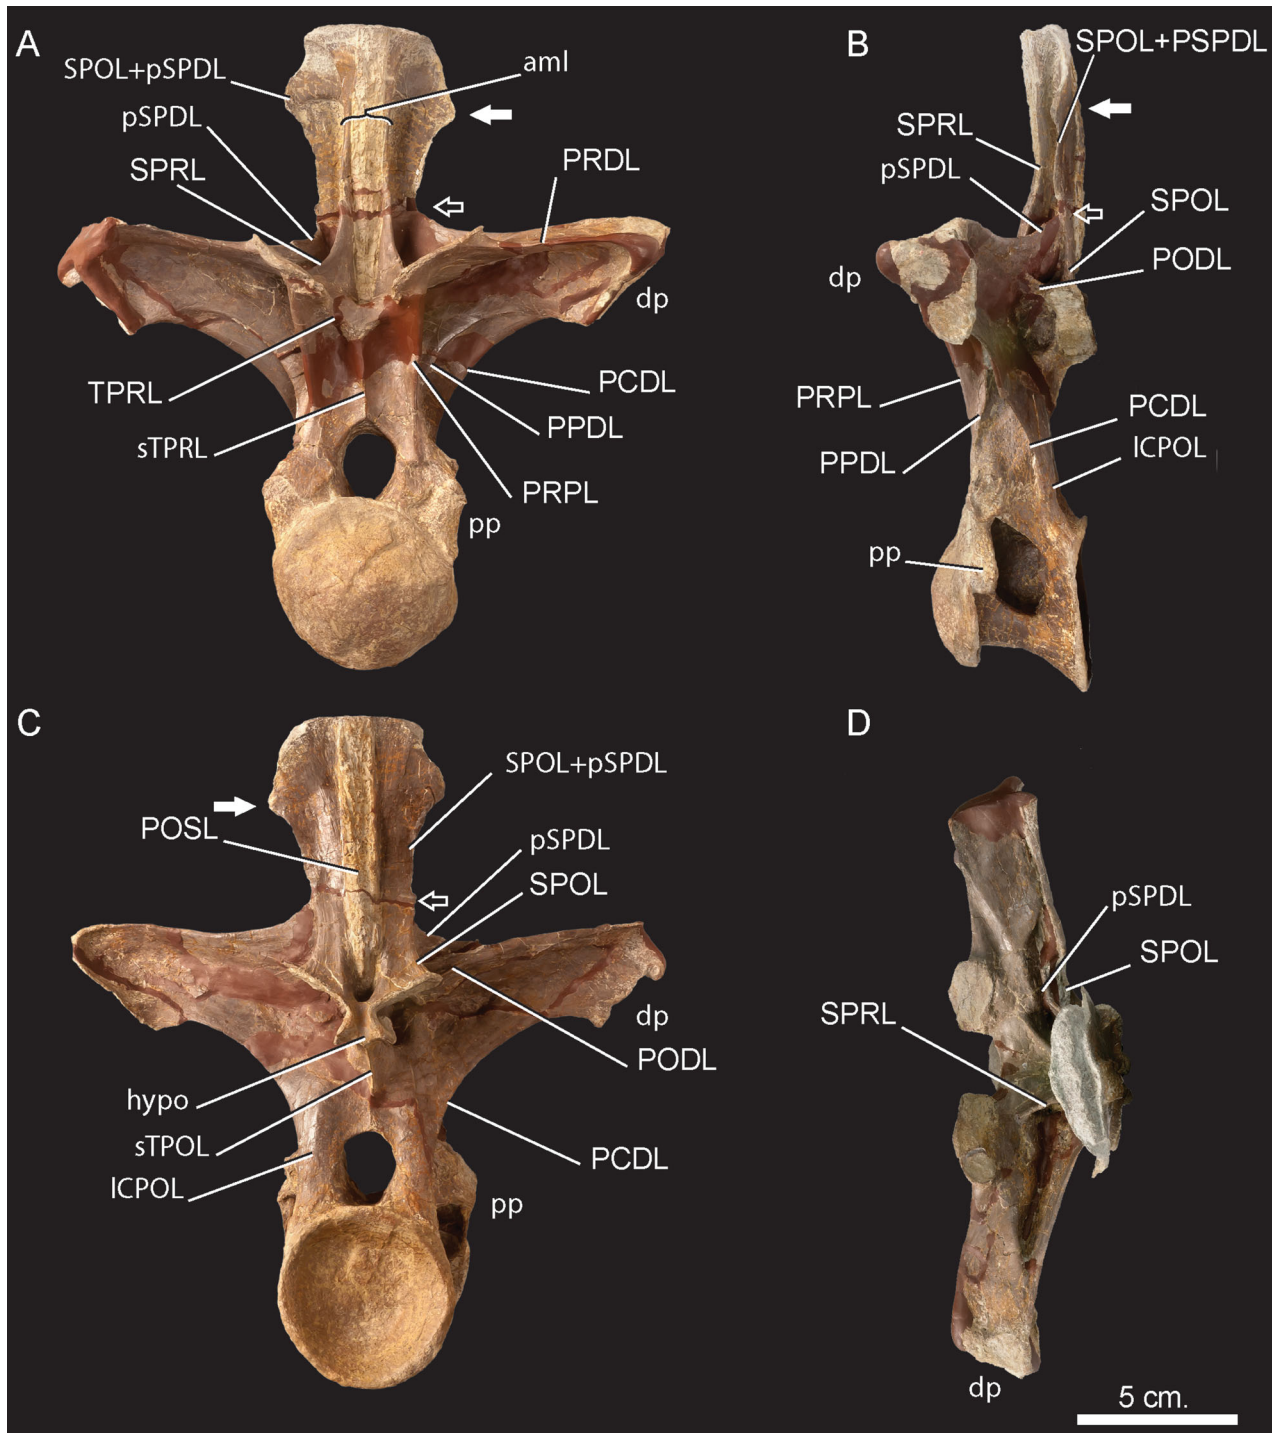 A
SPOL+pSPDL
aml
pSPDL
SPRL
PRDL
dp
TPRL
PCDL
sTPRL
PPDL
PRPL
pp
B
SPOL+PSPDL
SPRL
pSPDL
SPOL
PODL
dp
PRPL
PCDL
PPDL
lCPOL
pp
C
SPOL+pSPDL
POSL
pSPDL
SPOL
dp
PODL
hypo
sTPOL
PCDL
lCPOL
pp
D
pSPDL
SPOL
SPRL
dp
5 cm.